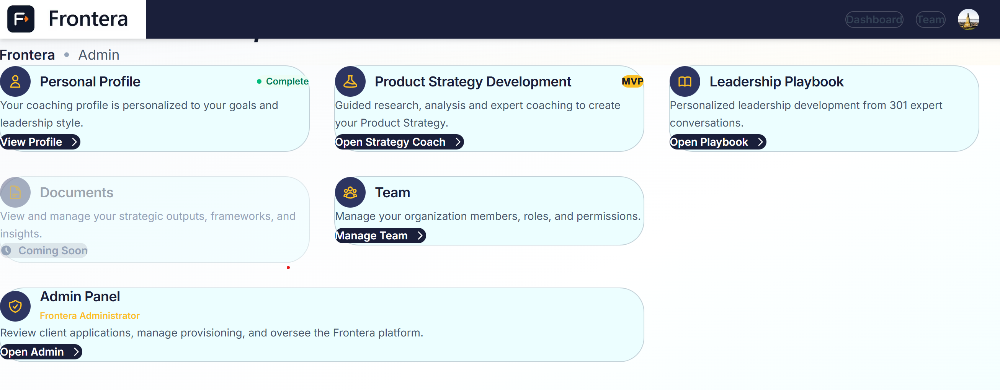 Frontera
Dashboard
Team
Frontera • Admin
Personal Profile
Complete
Your coaching profile is personalized to your goals and
leadership style.
View Profile
Product Strategy Development
MVP
Guided research, analysis and expert coaching to create
your Product Strategy.
Open Strategy Coach
Leadership Playbook
Personalized leadership development from 301 expert
conversations.
Open Playbook
Documents
View and manage your strategic outputs, frameworks, and
insights.
Coming Soon
Team
Manage your organization members, roles, and permissions.
Manage Team
Admin Panel
Frontera Administrator
Review client applications, manage provisioning, and oversee the Frontera platform.
Open Admin